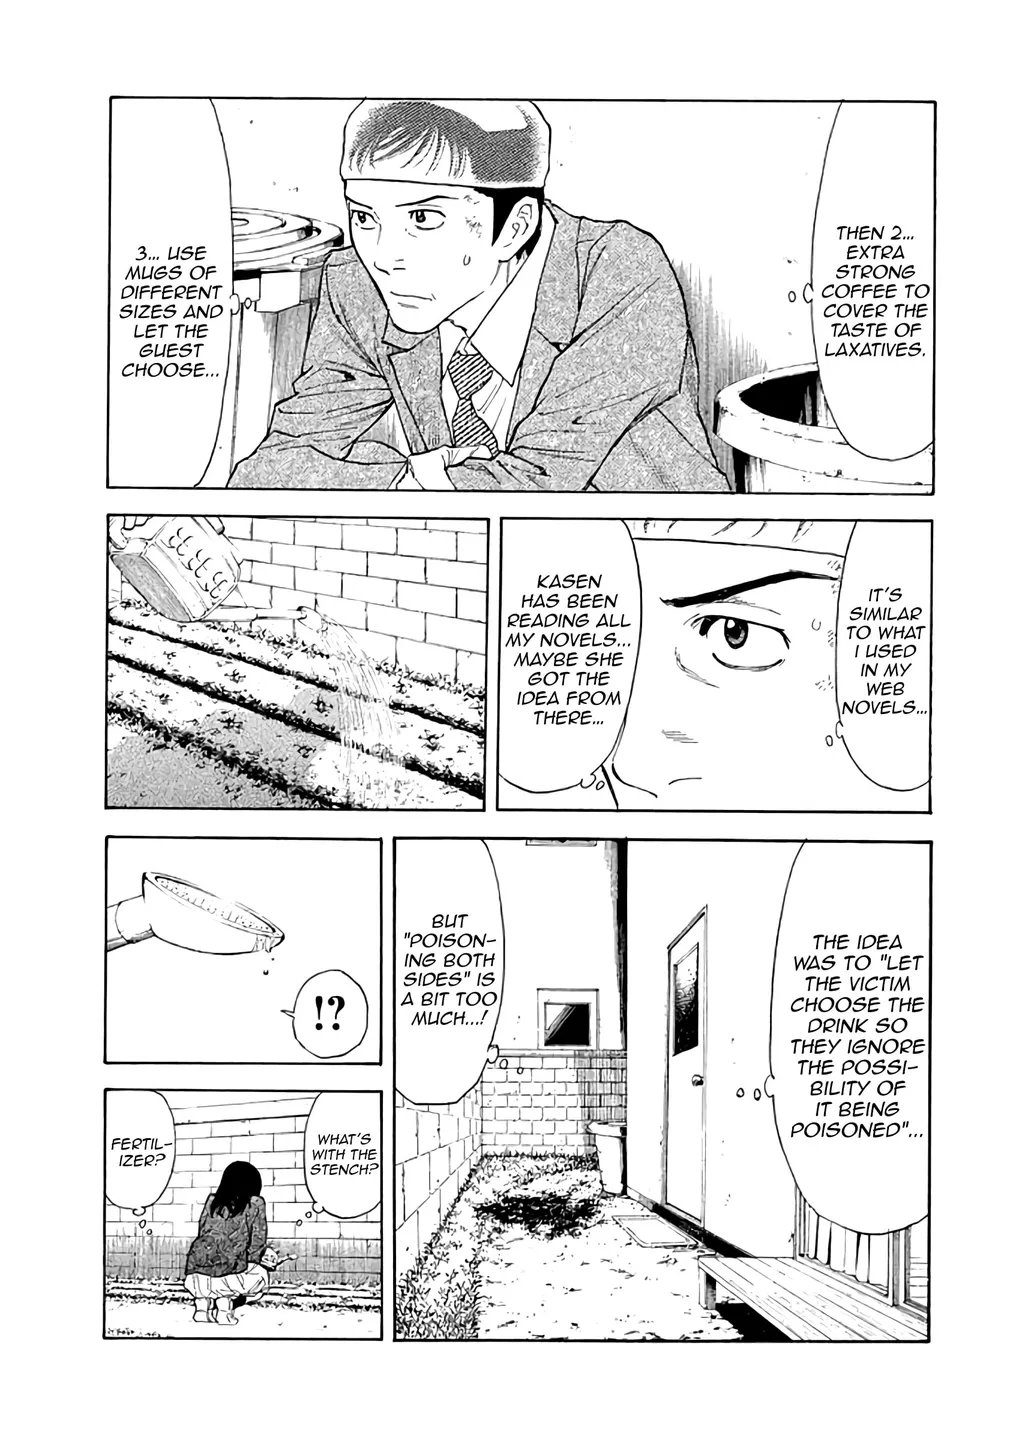 THEN 2...
EXTRA
STRONG
COFFEE TO
COVER THE
TASTE OF
LAXATIVES.
3... USE
MUGS OF
DIFFERENT
SIZES AND
LET THE
GUEST
CHOOSE...
IT'S
SIMILAR
TO WHAT
I USED
IN MY
WEB
NOVELS...
KASEN
HAS BEEN
READING ALL
MY NOVELS...
MAYBE SHE
GOT THE
IDEA FROM
THERE...
THE IDEA
WAS TO "LET
THE VICTIM
CHOOSE THE
DRINK SO
THEY IGNORE
THE POSSI-
BILITY OF
IT BEING
POISONED"...
BUT
"POISON-
ING BOTH
SIDES" IS
A BIT TOO
MUCH...!
!?
WHAT'S
WITH THE
STENCH?
FERTIL-
IZER?